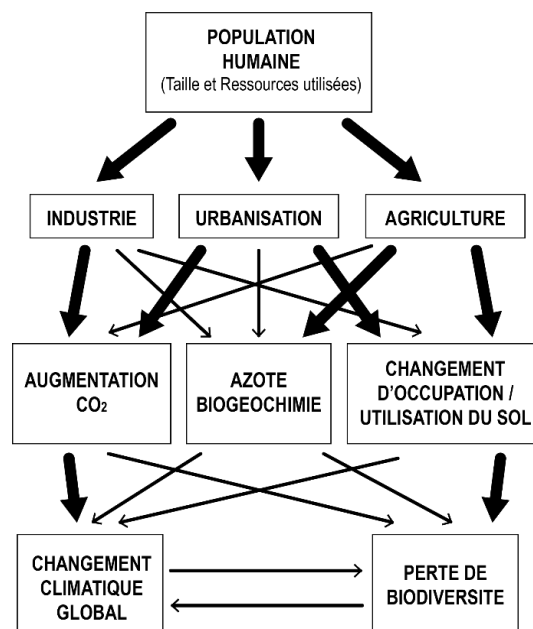 POPULATION
HUMAINE
(Taille et Ressources utilisées)
INDUSTRIE
URBANISATION
AGRICULTURE
AUGMENTATION
CO₂
AZOTE
BIOGEOCHIMIE
CHANGEMENT
D'OCCUPATION /
UTILISATION DU SOL
CHANGEMENT
CLIMATIQUE
GLOBAL
PERTE DE
BIODIVERSITE